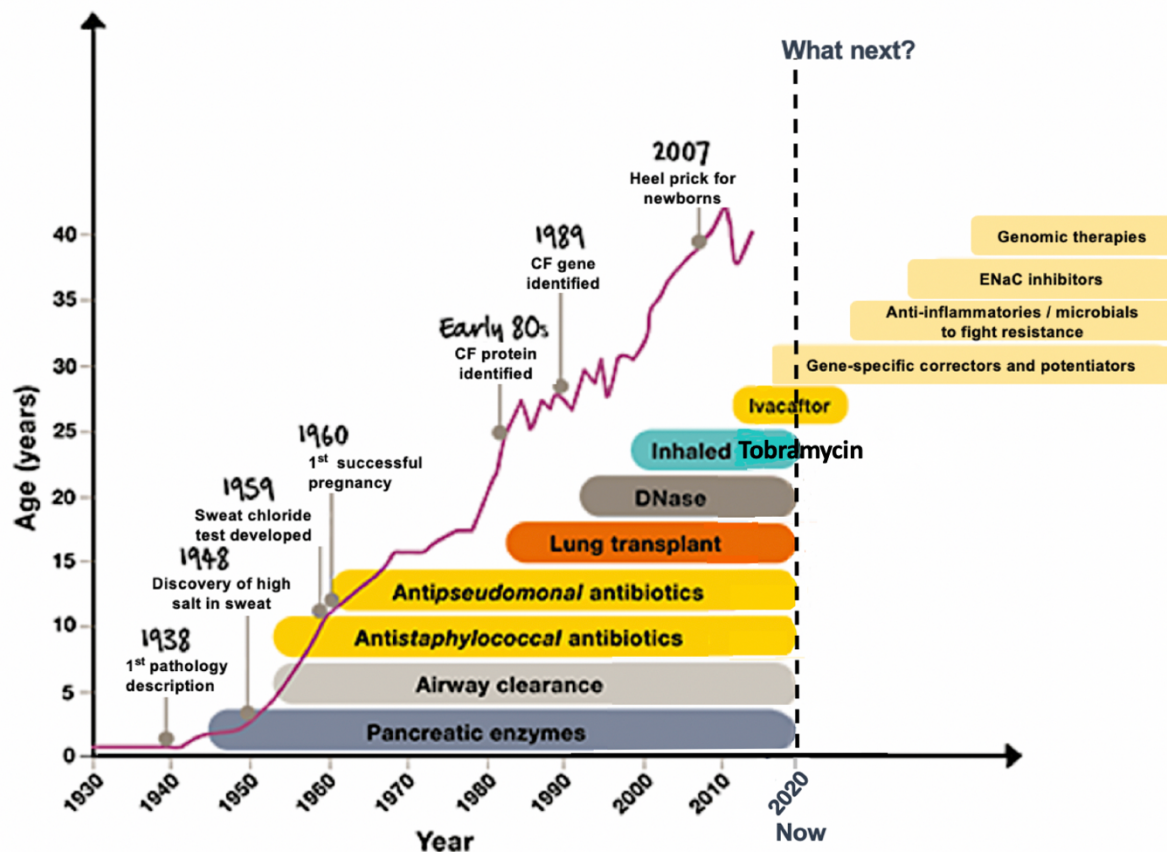 What next?
2007
Heel prick for
newborns
1989
CF gene
identified
Early 80s
CF protein
identified
1960
1st successful
pregnancy
1959
Sweat chloride
test developed
1948
Discovery of high
salt in sweat
1938
1st pathology
description
Genomic therapies
ENaC inhibitors
Anti-inflammatories / microbials
to fight resistance
Gene-specific correctors and potentiators
Ivacaftor
Inhaled Tobramycin
DNase
Lung transplant
Antipseudomonal antibiotics
Antistaphylococcal antibiotics
Airway clearance
Pancreatic enzymes
Age (years)
40
35
30
25
20
15
10
5
0
1930
1940
1950
1960
1970
1980
1990
2000
2010
2020
Year
Now